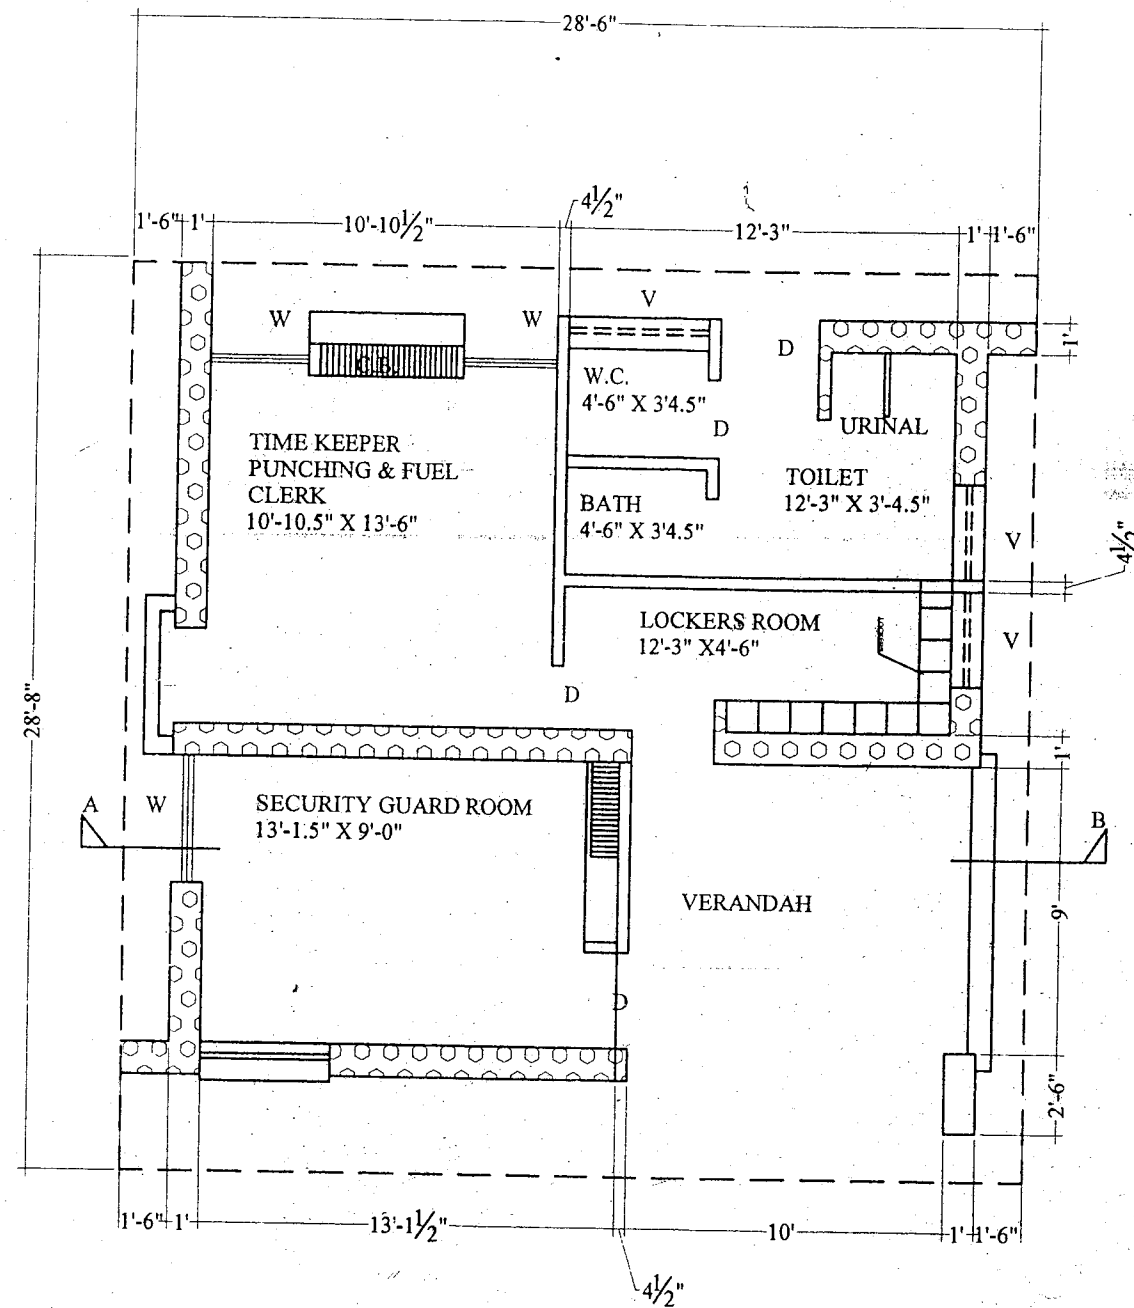 28'-6"
4½"
1'-6"
1'
10'-10½"
12'-3"
1'
1'-6"
V
W
W
D
1'
C.B.
W.C.
4'-6" X 3'4.5"
D
URINAL
TIME KEEPER
PUNCHING & FUEL
CLERK
10'-10.5" X 13'-6"
TOILET
12'-3" X 3'-4.5"
BATH
4'-6" X 3'4.5"
V
4½"
LOCKERS ROOM
12'-3" X4'-6"
V
D
28'-8"
1'
A
W
SECURITY GUARD ROOM
13'-1.5" X 9'-0"
B
VERANDAH
9'
D
2'-6"
1'-6"
1'
13'-1½"
10'
1'
1'-6"
4½"